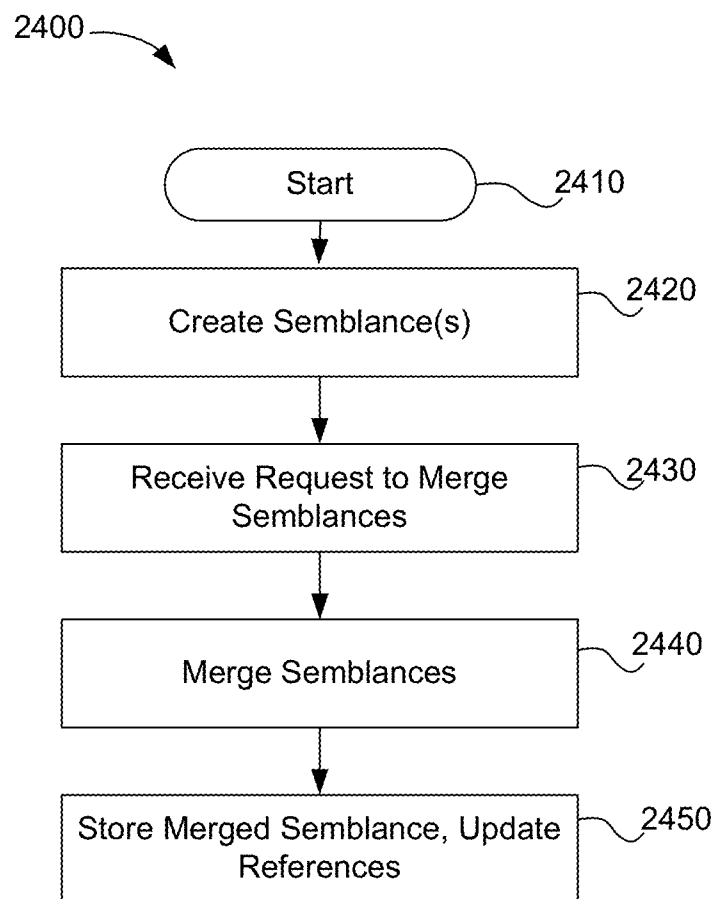 2400
Start
2410
Create Semblance(s)
2420
Receive Request to Merge
Semblances
2430
Merge Semblances
2440
Store Merged Semblance, Update
References
2450